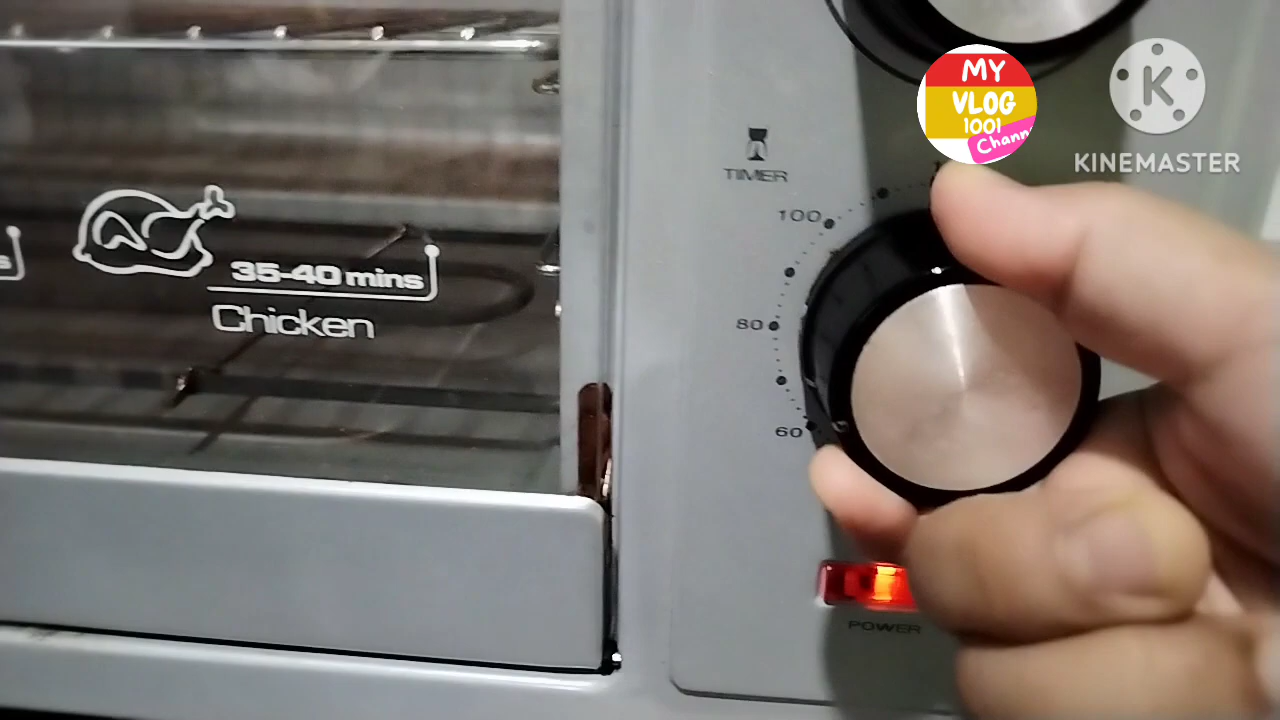 MY
VLOG
1001
Chann
KINEMASTER
TIMER
100
80
60
35-40 mins
Chicken
POWER